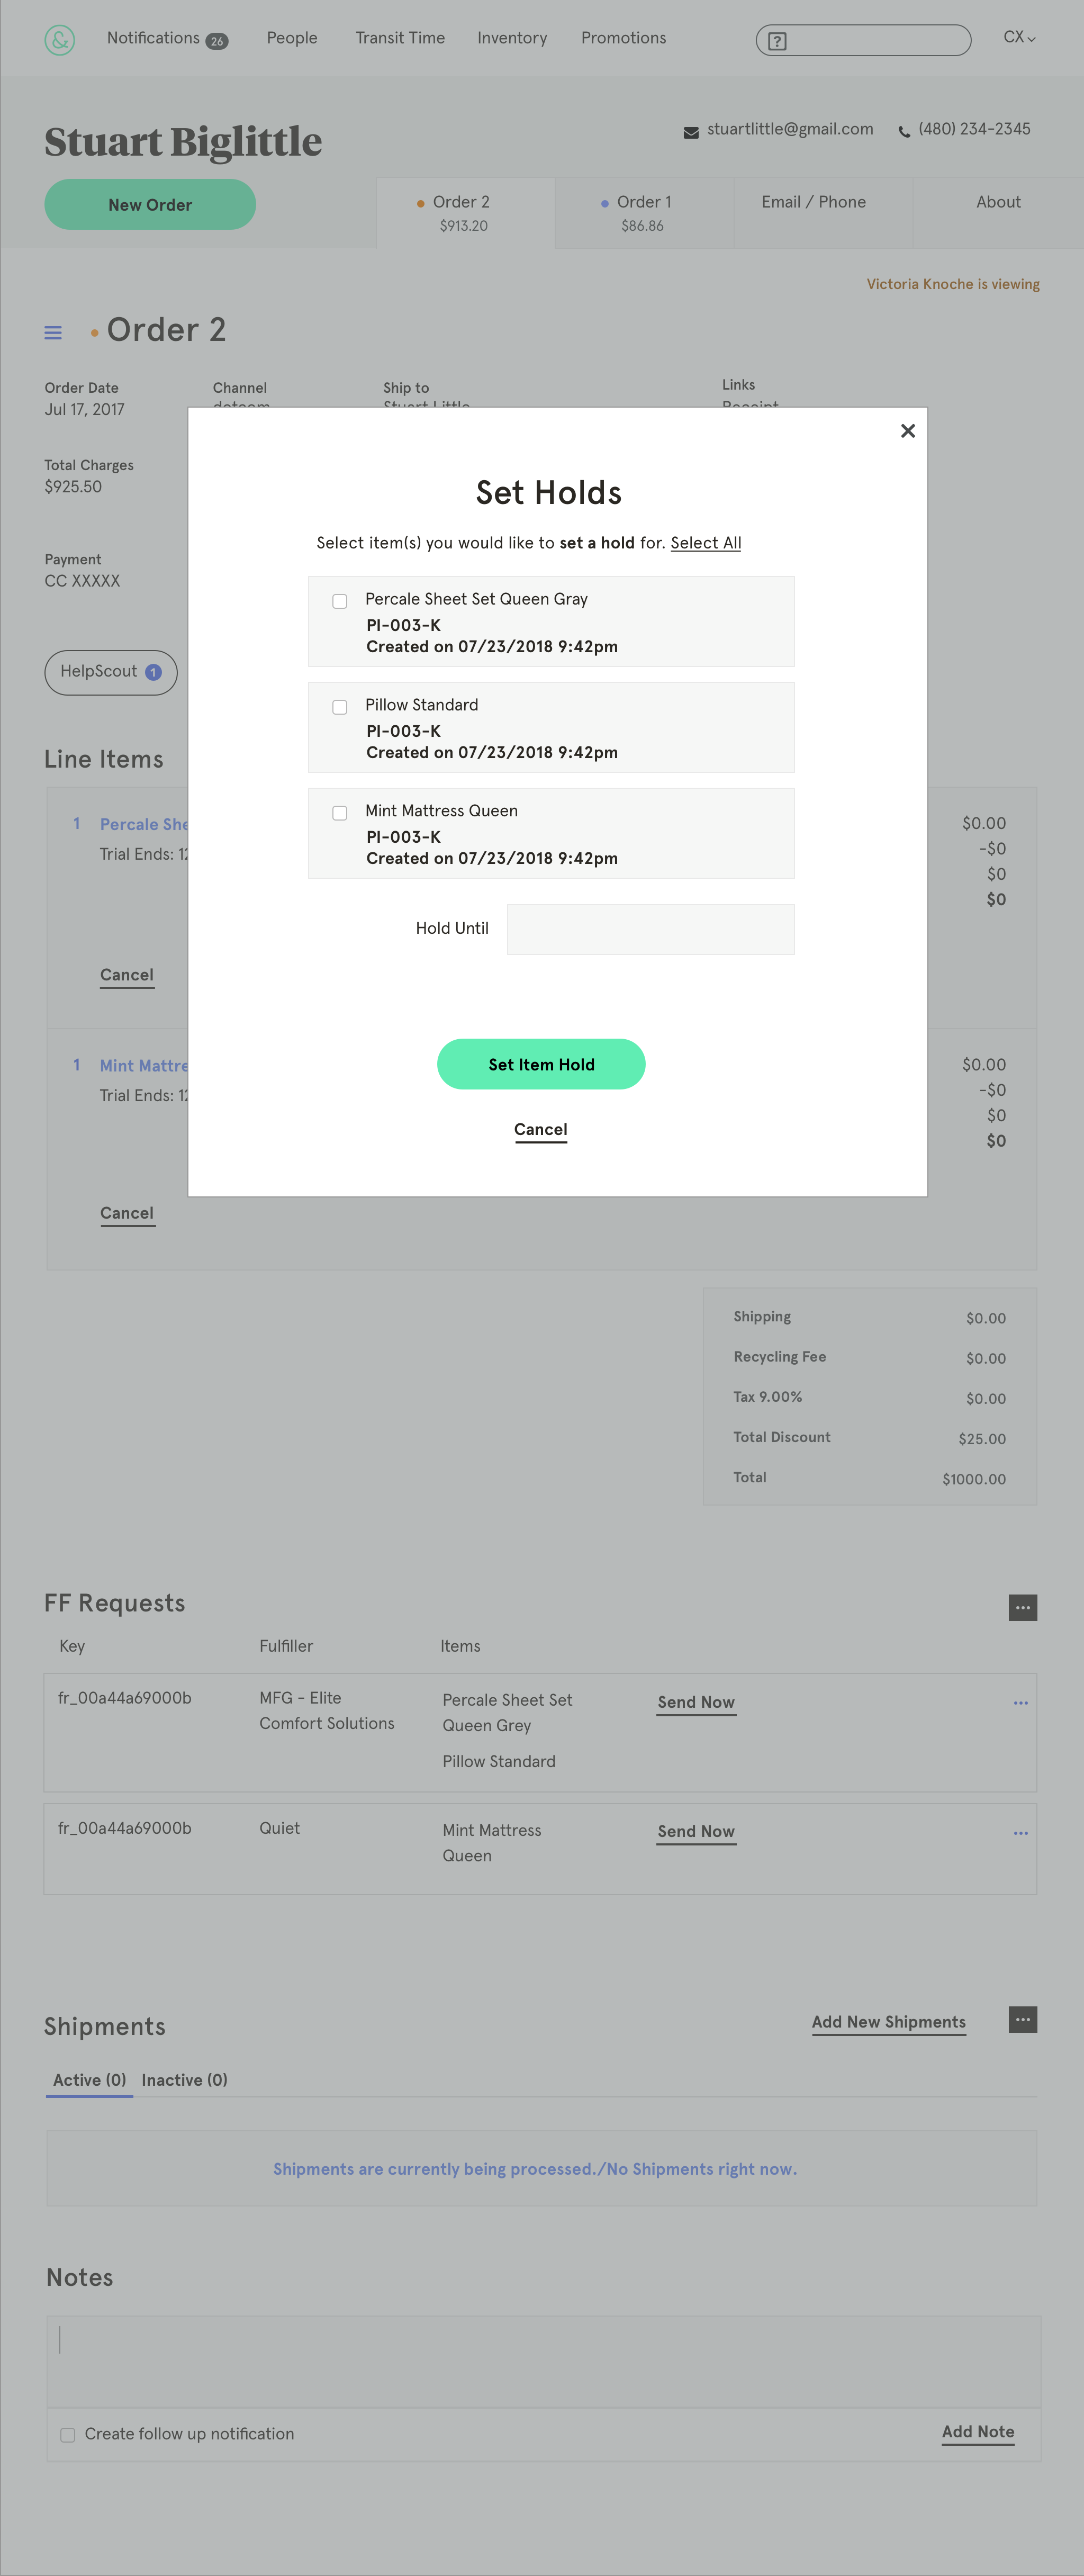 &
Notifications 26
People
Transit Time
Inventory
Promotions
?
CX
Stuart Biglittle
stuartlittle@gmail.com
(480) 234-2345
New Order
Order 2
$913.20
Order 1
$86.86
Email / Phone
About
Victoria Knoche is viewing
Order 2
Order Date
Jul 17, 2017
Channel
Ship to
Links
Total Charges
$925.50
Payment
CC XXXXX
HelpScout 1
Set Holds
Select item(s) you would like to set a hold for. Select All
Percale Sheet Set Queen Gray
PI-003-K
Created on 07/23/2018 9:42pm
Pillow Standard
PI-003-K
Created on 07/23/2018 9:42pm
Mint Mattress Queen
PI-003-K
Created on 07/23/2018 9:42pm
Hold Until
Set Item Hold
Cancel
Line Items
1 Percale She
Trial Ends: 12
$0.00
-$0
$0
$0
Cancel
1 Mint Mattre
Trial Ends: 12
$0.00
-$0
$0
$0
Cancel
Shipping $0.00
Recycling Fee $0.00
Tax 9.00% $0.00
Total Discount $25.00
Total $1000.00
FF Requests
Key Fulfiller Items
fr_00a44a69000b
MFG - Elite
Comfort Solutions
Percale Sheet Set
Queen Grey
Pillow Standard
Send Now
fr_00a44a69000b
Quiet
Mint Mattress
Queen
Send Now
Shipments
Add New Shipments
Active (0) Inactive (0)
Shipments are currently being processed./No Shipments right now.
Notes
Create follow up notification
Add Note